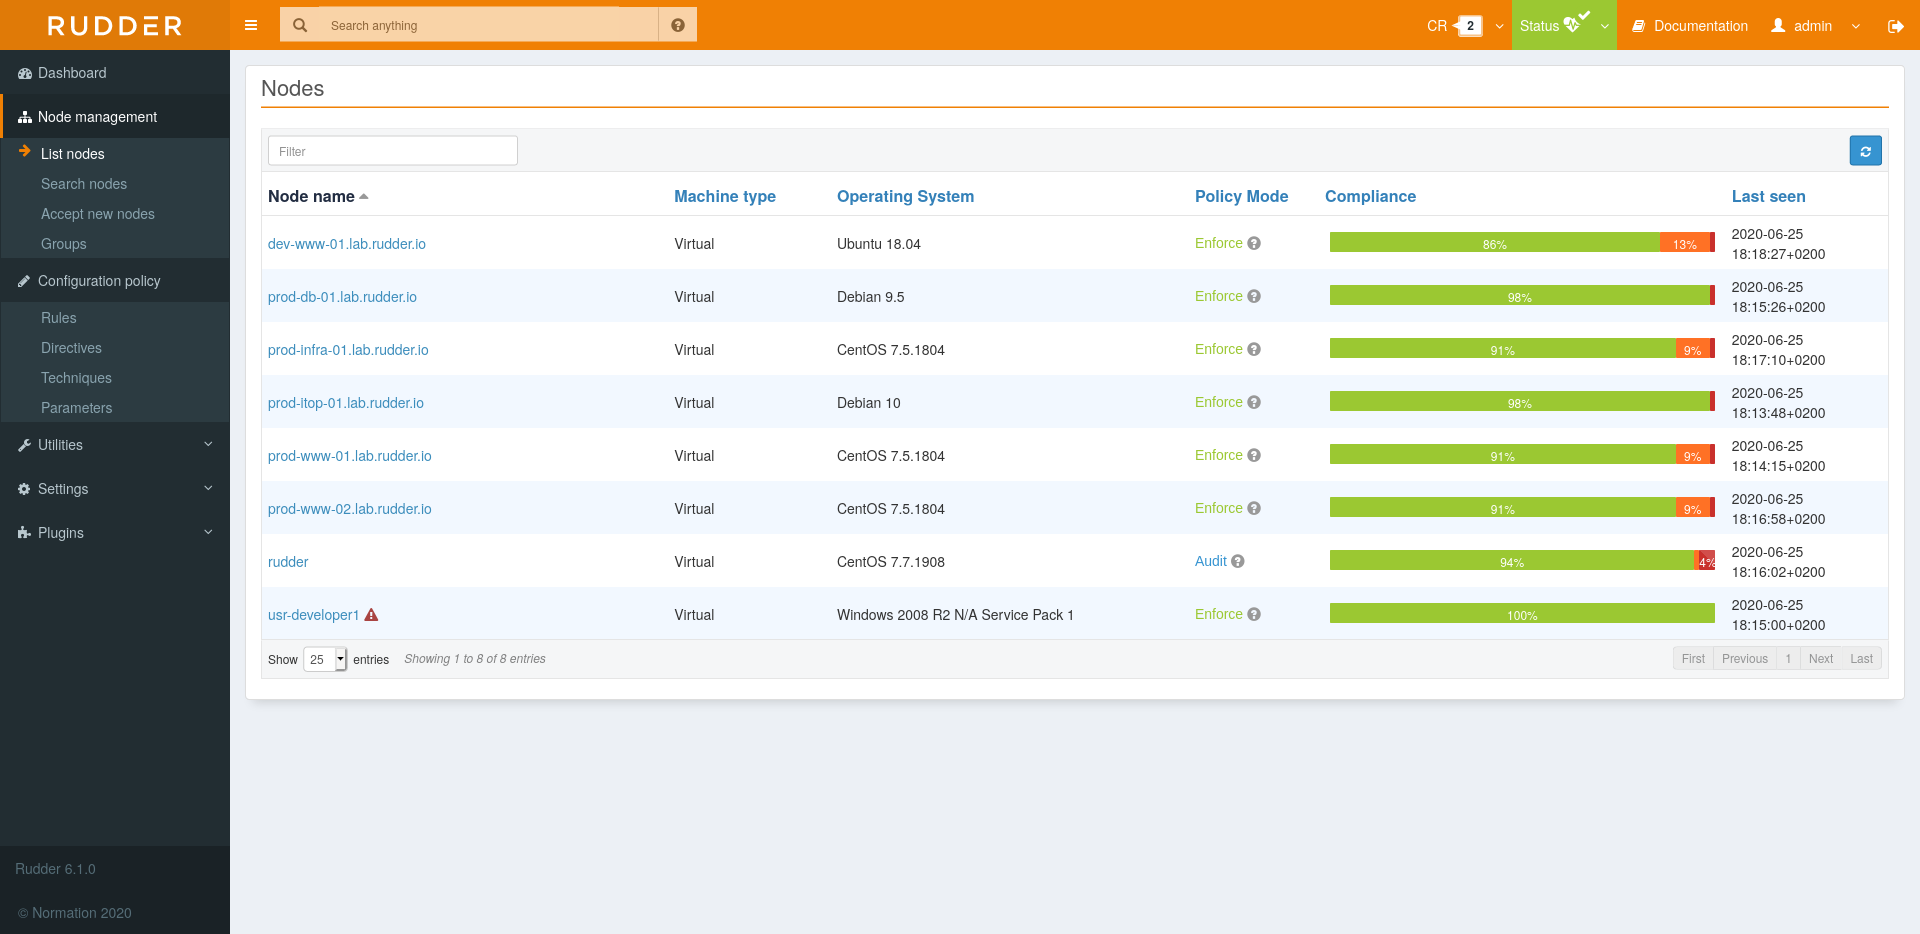 RUDDER
Search anything
CR 2
Status
Documentation
admin
Dashboard
Node management
List nodes
Search nodes
Accept new nodes
Groups
Configuration policy
Rules
Directives
Techniques
Parameters
Utilities
Settings
Plugins
Rudder 6.1.0
© Normation 2020
Nodes
Filter
Node name Machine type Operating System Policy Mode Compliance Last seen
dev-www-01.lab.rudder.io Virtual Ubuntu 18.04 Enforce 86% 13% 2020-06-25
18:18:27+0200
prod-db-01.lab.rudder.io Virtual Debian 9.5 Enforce 98% 2020-06-25
18:15:26+0200
prod-infra-01.lab.rudder.io Virtual CentOS 7.5.1804 Enforce 91% 9% 2020-06-25
18:17:10+0200
prod-itop-01.lab.rudder.io Virtual Debian 10 Enforce 98% 2020-06-25
18:13:48+0200
prod-www-01.lab.rudder.io Virtual CentOS 7.5.1804 Enforce 91% 9% 2020-06-25
18:14:15+0200
prod-www-02.lab.rudder.io Virtual CentOS 7.5.1804 Enforce 91% 9% 2020-06-25
18:16:58+0200
rudder Virtual CentOS 7.7.1908 Audit 94% 4% 2020-06-25
18:16:02+0200
usr-developer1 Virtual Windows 2008 R2 N/A Service Pack 1 Enforce 100% 2020-06-25
18:15:00+0200
Show 25 entries Showing 1 to 8 of 8 entries First Previous 1 Next Last